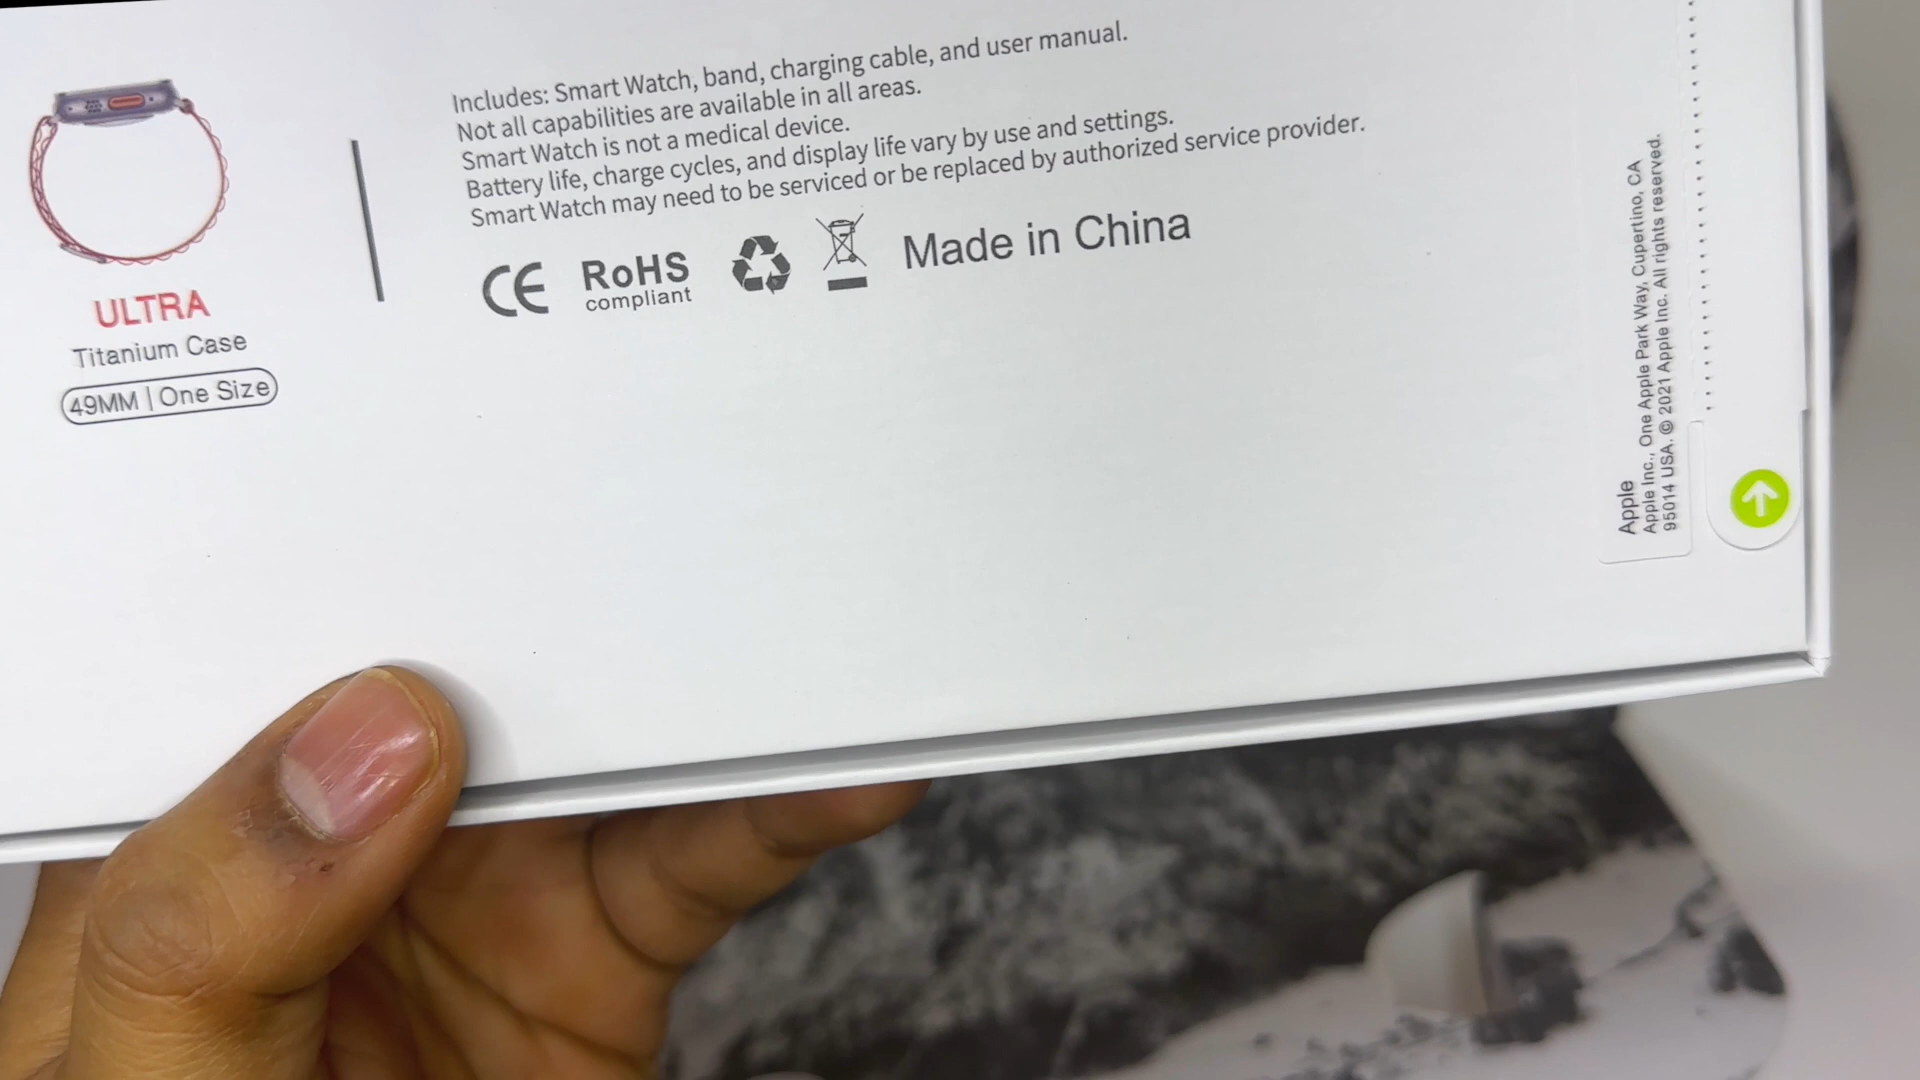 ULTRA
Titanium Case
49MM | One Size
Includes: Smart Watch, band, charging cable, and user manual.
Not all capabilities are available in all areas.
Smart Watch is not a medical device.
Battery life, charge cycles, and display life vary by use and settings.
Smart Watch may need to be serviced or be replaced by authorized service provider.
CE
RoHS
compliant
Made in China
Apple
Apple Inc., One Apple Park Way, Cupertino, CA
95014 USA. © 2021 Apple Inc. All rights reserved.